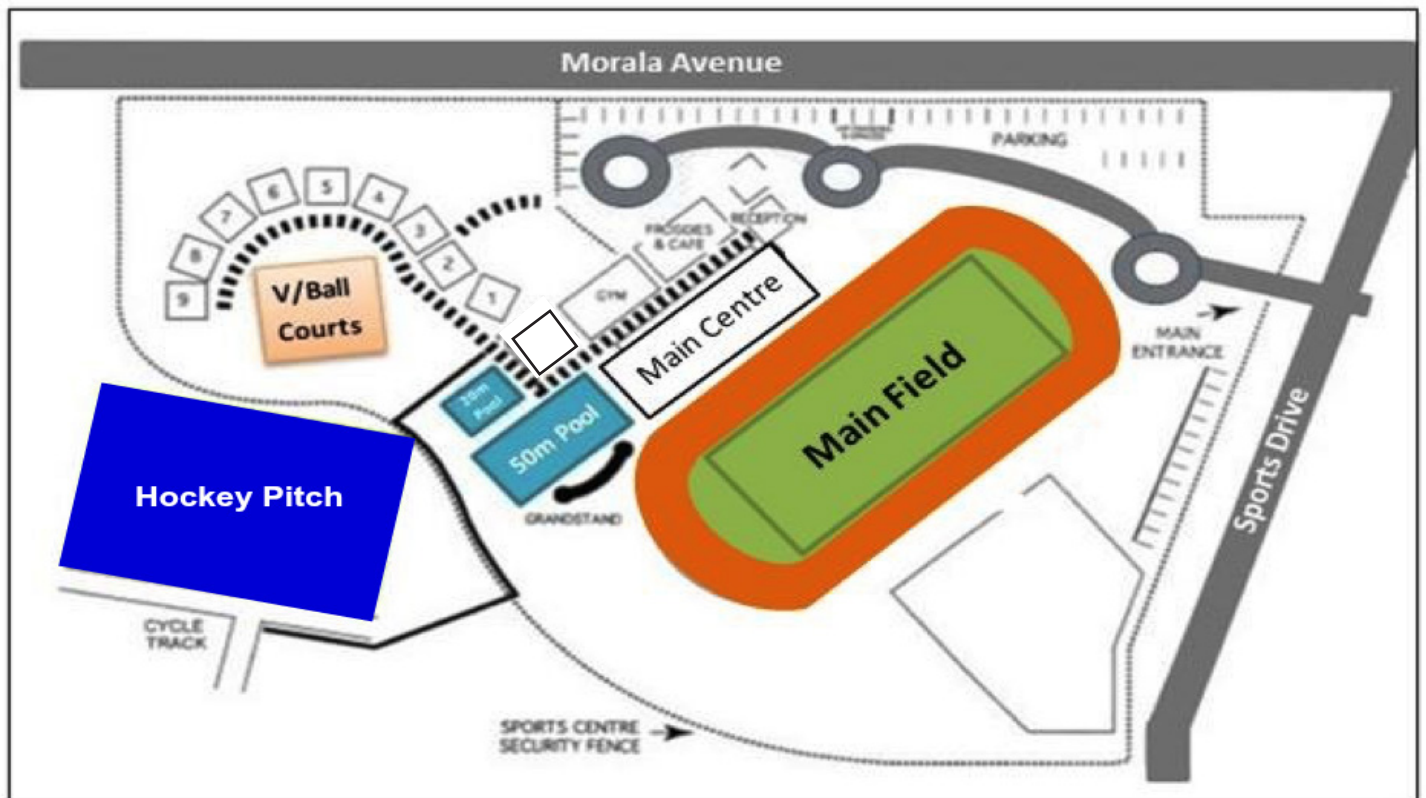 Morala Avenue
PARKING
5
6
4
7
3
8
2
9
1
RECEPTION
FROGGIES
& CAFE
V/Ball
Courts
GYM
Main Centre
MAIN
ENTRANCE
20m
Pool
50m Pool
Main Field
Sports Drive
Hockey Pitch
GRANDSTAND
CYCLE
TRACK
SPORTS CENTRE
SECURITY FENCE